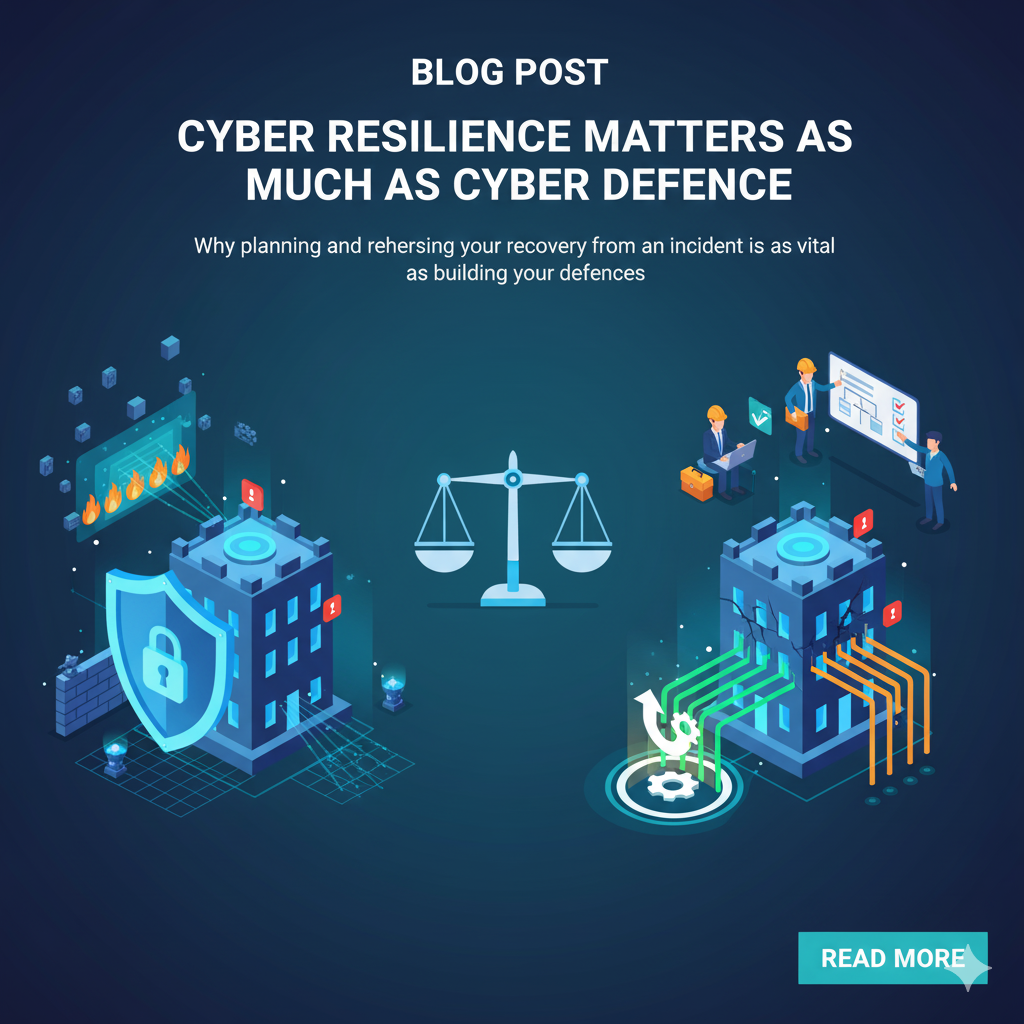 BLOG POST
CYBER RESILIENCE MATTERS AS
MUCH AS CYBER DEFENCE
Why planning and rehersing your recovery from an incident is as vital
as building your defences
READ MORE